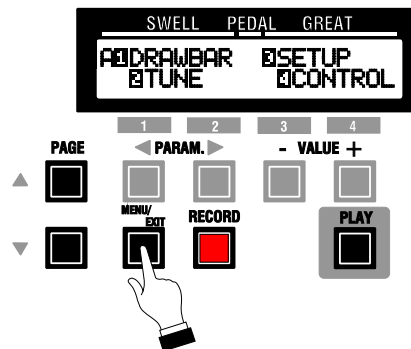 SWELL PEDAL GREAT
A1DRAWBAR 3SETUP
2TUNE 4CONTROL
1 2 3 4
PAGE ◀ PARAM. ▶ - VALUE +
MENU/
EXIT RECORD PLAY